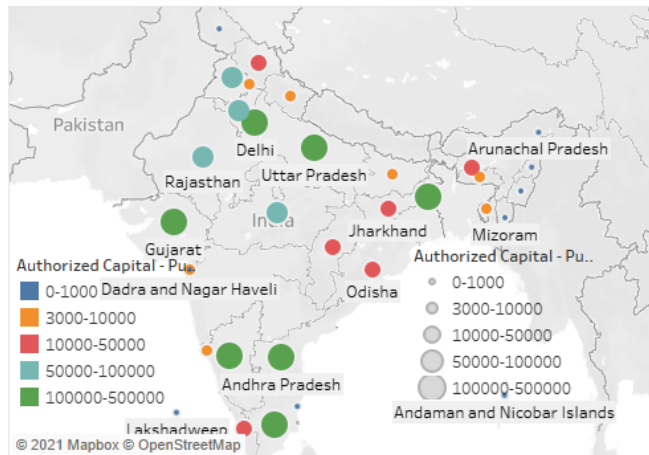 Pakistan
Delhi
Arunachal Pradesh
Uttar Pradesh
Rajasthan
India
Jharkhand
Mizoram
Gujarat
Authorized Capital - Pu..
0-1000
3000-10000
10000-50000
50000-100000
100000-500000
Dadra and Nagar Haveli
Odisha
Authorized Capital - Pu..
0-1000
3000-10000
10000-50000
50000-100000
100000-500000
Andhra Pradesh
Andaman and Nicobar Islands
Lakshadweep
© 2021 Mapbox © OpenStreetMap